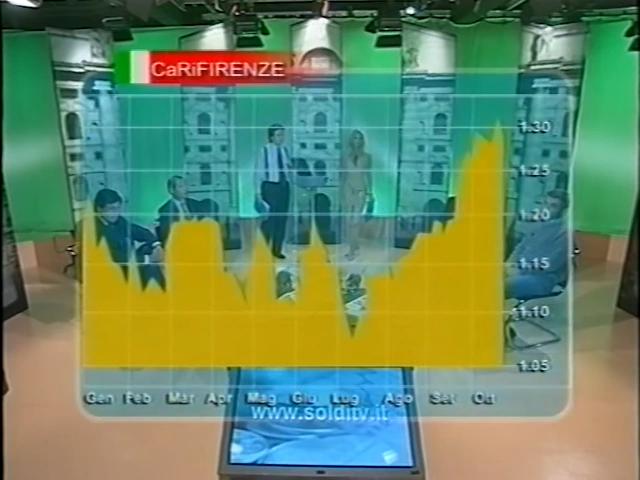 CaRiFIRENZE
1.30
1.25
1.20
1.15
1.10
1.05
Gen Feb Mar Apr Mag Giu Lug Ago Set Ott
www.solditv.it